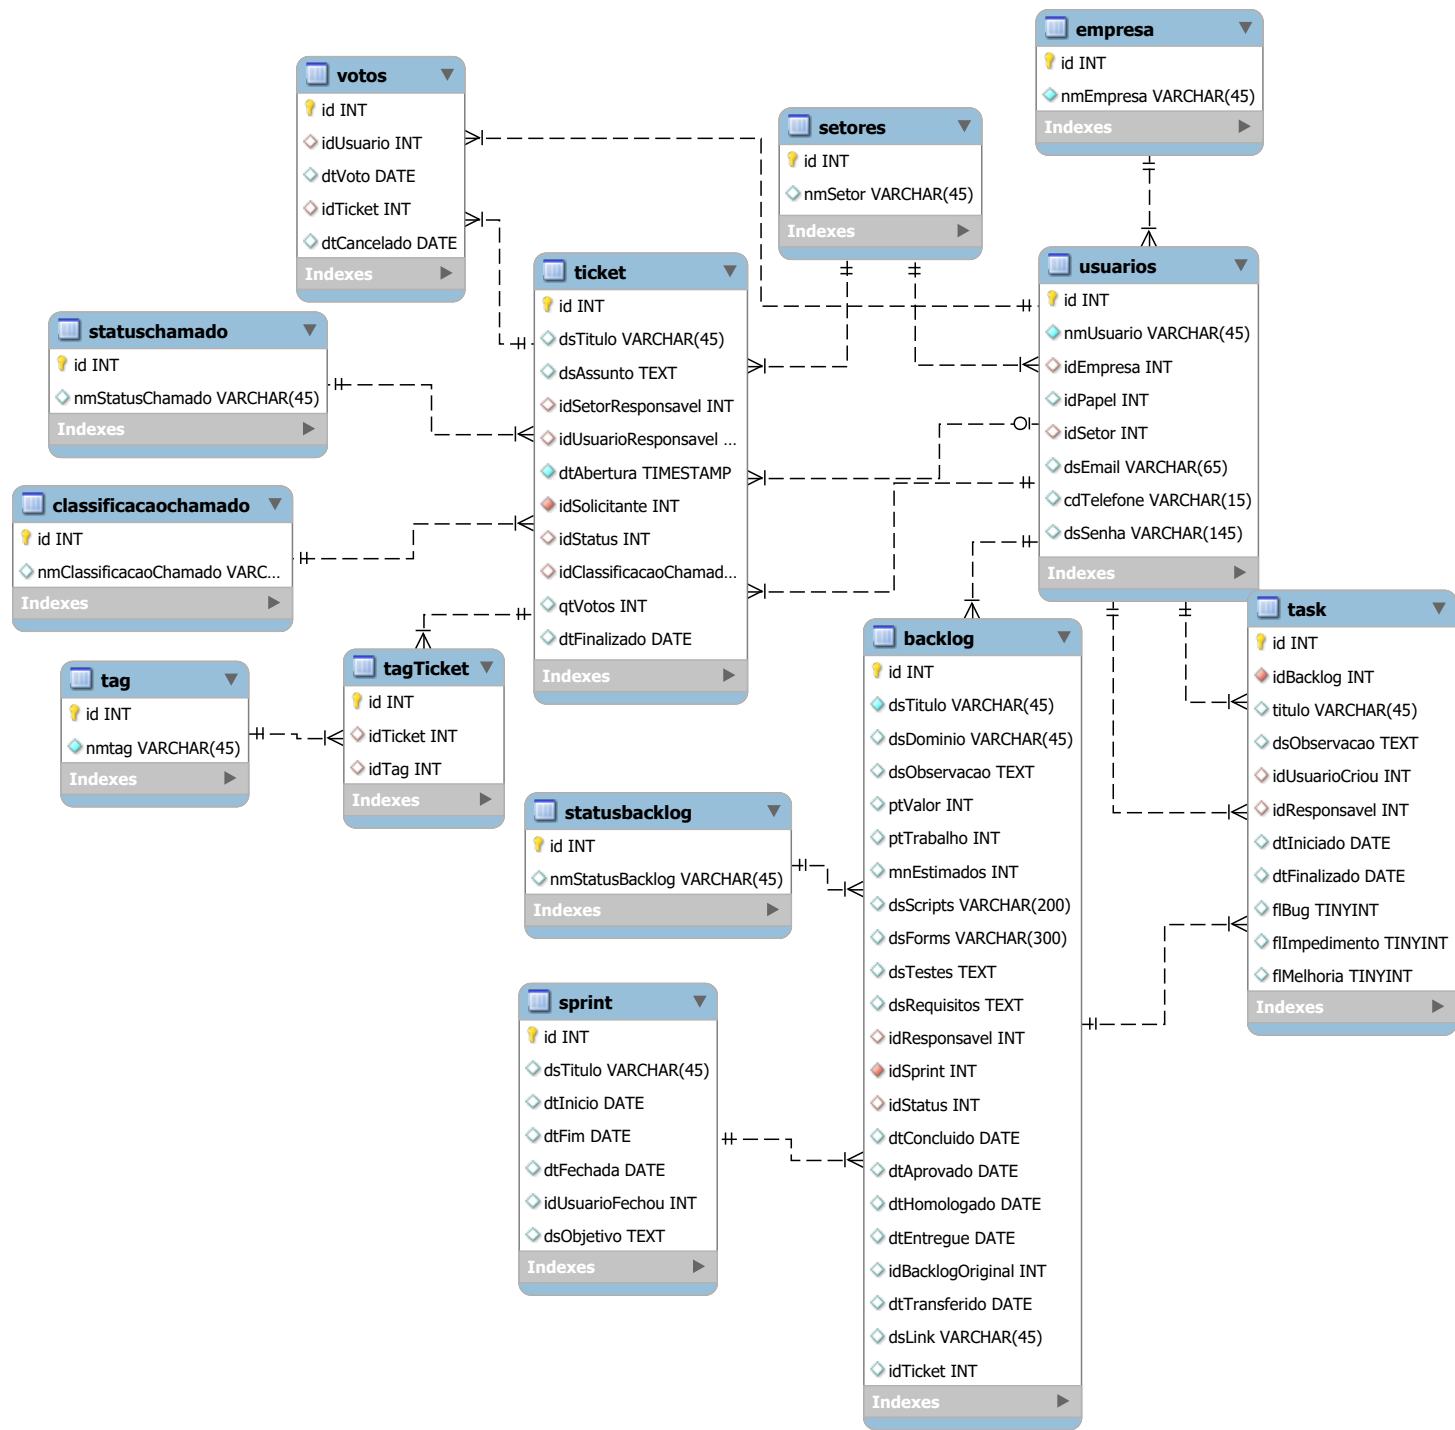 empresa
id INT
nmEmpresa VARCHAR(45)
Indexes
votos
id INT
idUsuario INT
dtVoto DATE
idTicket INT
dtCancelado DATE
Indexes
setores
id INT
nmSetor VARCHAR(45)
Indexes
usuarios
id INT
nmUsuario VARCHAR(45)
idEmpresa INT
idPapel INT
idSetor INT
dsEmail VARCHAR(65)
cdTelefone VARCHAR(15)
dsSenha VARCHAR(145)
Indexes
ticket
id INT
dsTitulo VARCHAR(45)
dsAssunto TEXT
idSetorResponsavel INT
idUsuarioResponsavel ...
dtAbertura TIMESTAMP
idSolicitante INT
idStatus INT
idClassificacaoChamad...
qtVotos INT
dtFinalizado DATE
Indexes
statuschamado
id INT
nmStatusChamado VARCHAR(45)
Indexes
classificacaochamado
id INT
nmClassificacaoChamado VARC...
Indexes
tag
id INT
nmtag VARCHAR(45)
Indexes
tagTicket
id INT
idTicket INT
idTag INT
Indexes
backlog
id INT
dsTitulo VARCHAR(45)
dsDominio VARCHAR(45)
dsObservacao TEXT
ptValor INT
ptTrabalho INT
mnEstimados INT
dsScripts VARCHAR(200)
dsForms VARCHAR(300)
dsTestes TEXT
dsRequisitos TEXT
idResponsavel INT
idSprint INT
idStatus INT
dtConcluido DATE
dtAprovado DATE
dtHomologado DATE
dtEntregue DATE
idBacklogOriginal INT
dtTransferido DATE
dsLink VARCHAR(45)
idTicket INT
Indexes
task
id INT
idBacklog INT
titulo VARCHAR(45)
dsObservacao TEXT
idUsuarioCriou INT
idResponsavel INT
dtIniciado DATE
dtFinalizado DATE
flBug TINYINT
flImpedimento TINYINT
flMelhoria TINYINT
Indexes
statusbacklog
id INT
nmStatusBacklog VARCHAR(45)
Indexes
sprint
id INT
dsTitulo VARCHAR(45)
dtInicio DATE
dtFim DATE
dtFechada DATE
idUsuarioFechou INT
dsObjetivo TEXT
Indexes